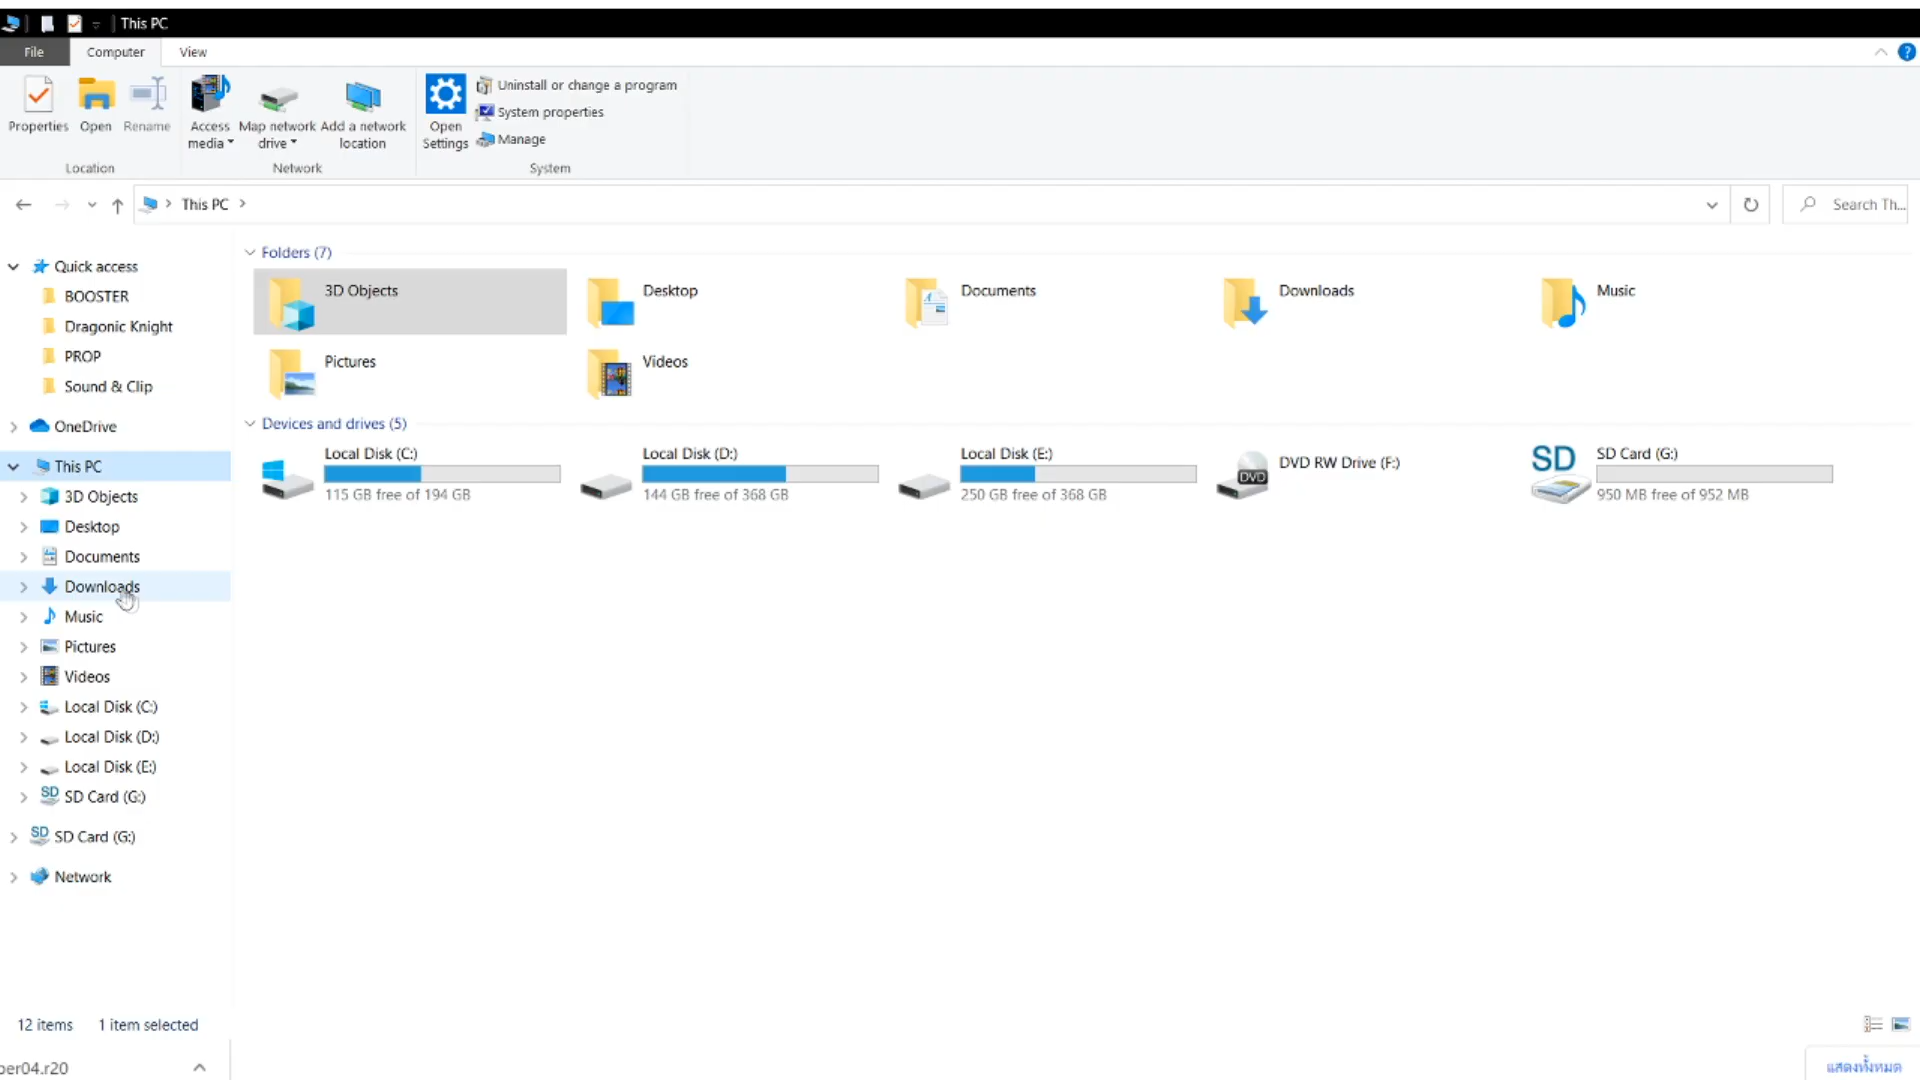 This PC
File Computer View
Properties Open Rename Access media Map network drive Add a network location Open Settings Uninstall or change a program
System properties
Manage
Location Network System
This PC Search Th...
Quick access
BOOSTER
Dragonic Knight
PROP
Sound & Clip
OneDrive
This PC
3D Objects
Desktop
Documents
Downloads
Music
Pictures
Videos
Local Disk (C:)
Local Disk (D:)
Local Disk (E:)
SD Card (G:)
SD Card (G:)
Network
Folders (7)
3D Objects Desktop Documents Downloads Music
Pictures Videos
Devices and drives (5)
Local Disk (C:)
115 GB free of 194 GB
Local Disk (D:)
144 GB free of 368 GB
Local Disk (E:)
250 GB free of 368 GB
DVD
DVD RW Drive (F:)
SD
SD Card (G:)
950 MB free of 952 MB
12 items 1 item selected
per04.r20
แสดงทั้งหมด